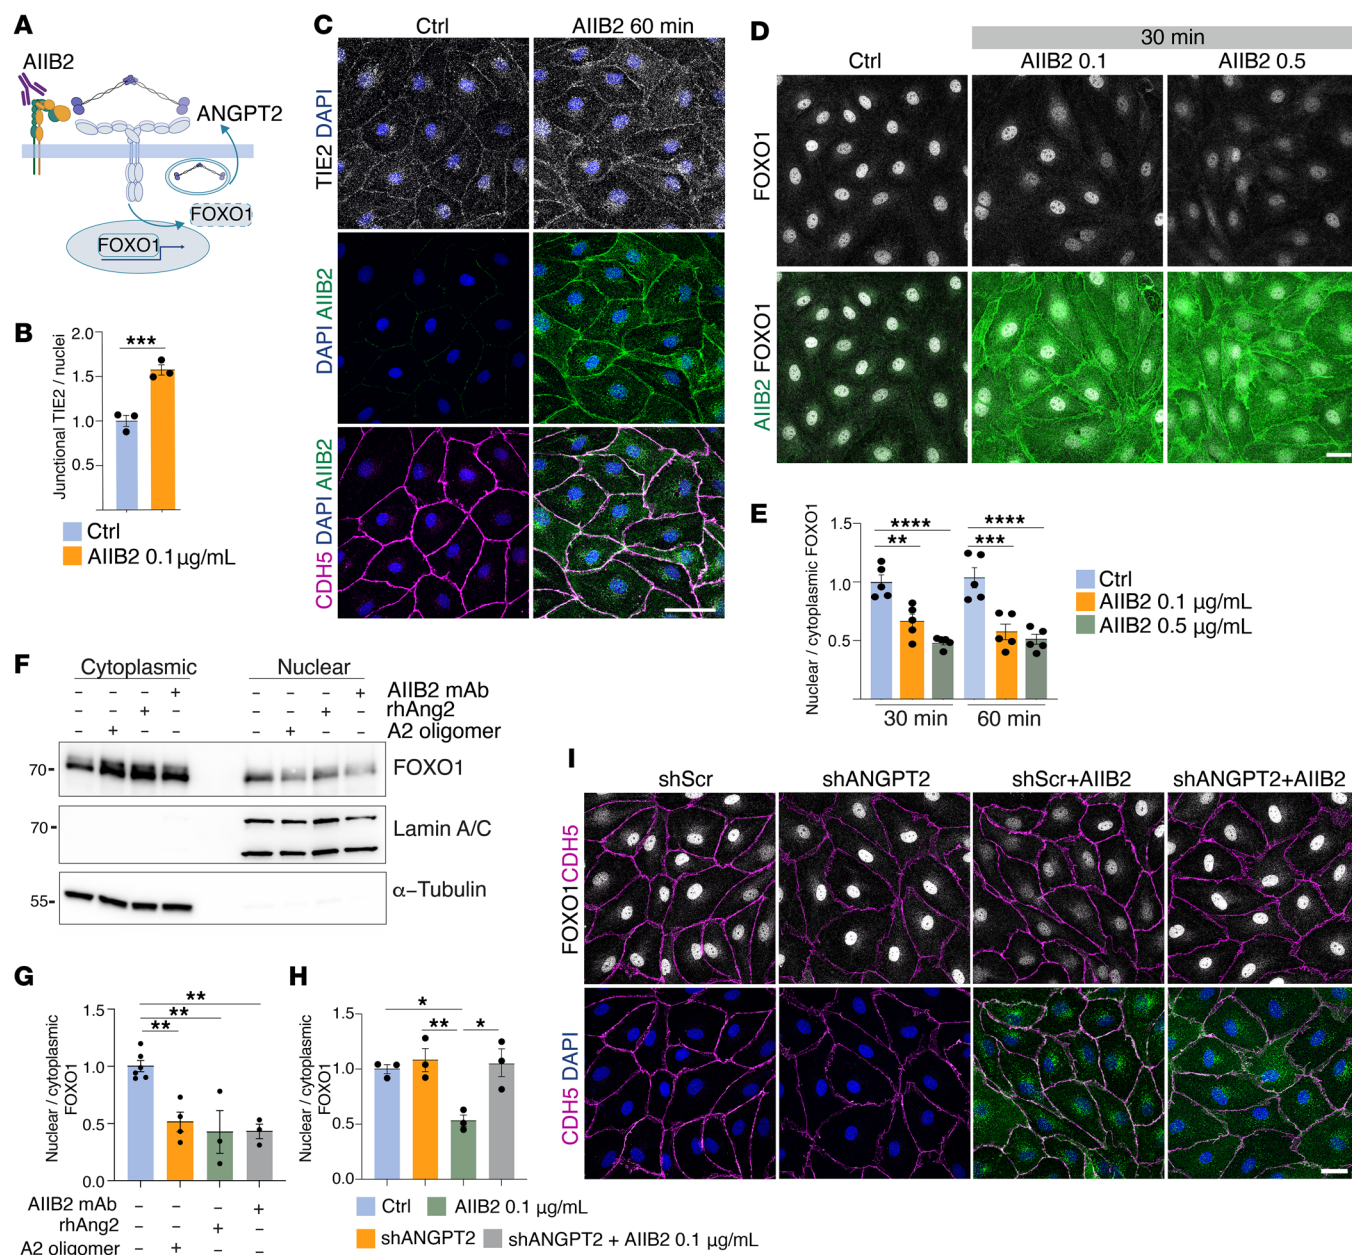 A
AIIB2
ANGPT2
FOXO1
FOXO1
B
Junctional TIE2 / nuclei
2.0
1.5
1.0
0.5
***
Ctrl
AIIB2 0.1 µg/mL
C
Ctrl
AIIB2 60 min
TIE2 DAPI
DAPI AIIB2
CDH5 DAPI AIIB2
D
30 min
Ctrl
AIIB2 0.1
AIIB2 0.5
FOXO1
AIIB2 FOXO1
E
Nuclear / cytoplasmic FOXO1
1.5
1.0
0.5
****
**
****
***
30 min
60 min
Ctrl
AIIB2 0.1 µg/mL
AIIB2 0.5 µg/mL
F
Cytoplasmic
Nuclear
– – – + – – – + AIIB2 mAb
– – + – – – + – rhAng2
– + – – – + – – A2 oligomer
70
FOXO1
70
Lamin A/C
55
α–Tubulin
G
Nuclear / cytoplasmic
FOXO1
1.5
1.0
0.5
0.0
**
**
**
AIIB2 mAb – – – +
rhAng2 – – + –
A2 oligomer – + – –
H
Nuclear / cytoplasmic
FOXO1
1.5
1.0
0.5
0.0
*
**
*
Ctrl
AIIB2 0.1 µg/mL
shANGPT2
shANGPT2 + AIIB2 0.1 µg/mL
I
shScr
shANGPT2
shScr+AIIB2
shANGPT2+AIIB2
FOXO1 CDH5
CDH5 DAPI